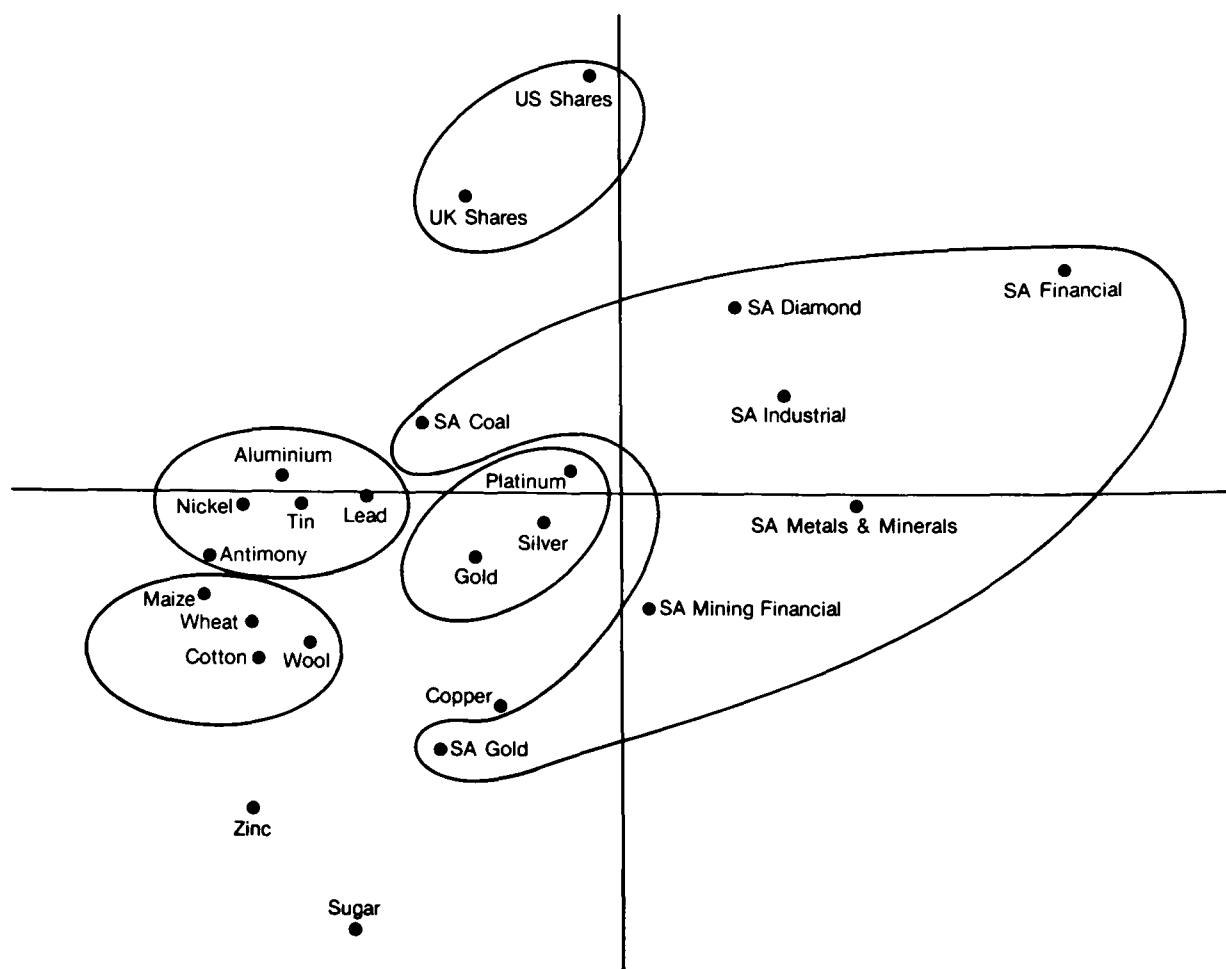 US Shares
UK Shares
SA Financial
SA Diamond
SA Industrial
SA Coal
Aluminium
Platinum
Nickel
Tin
Lead
SA Metals & Minerals
Silver
Antimony
Gold
Maize
SA Mining Financial
Wheat
Cotton
Wool
Copper
SA Gold
Zinc
Sugar